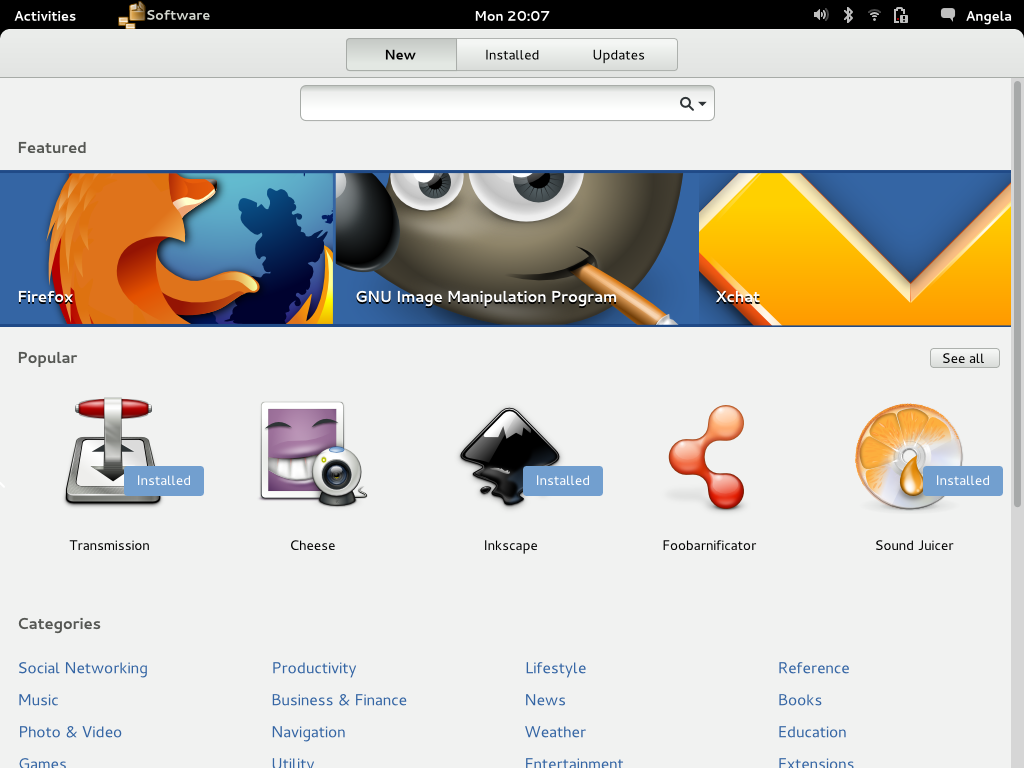 Activities Software Mon 20:07 Angela
New Installed Updates
Featured
Firefox GNU Image Manipulation Program Xchat
Popular See all
Installed Installed Installed
Transmission Cheese Inkscape Foobarnificator Sound Juicer
Categories
Social Networking Productivity Lifestyle Reference
Music Business & Finance News Books
Photo & Video Navigation Weather Education
Games Utility Entertainment Extensions